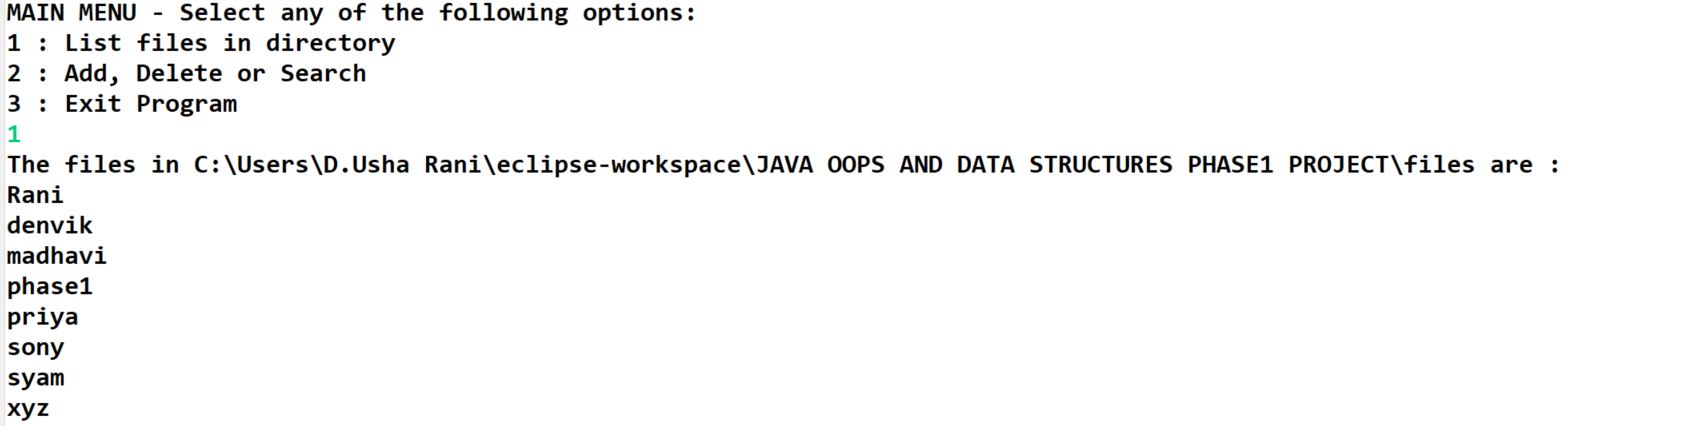 MAIN MENU - Select any of the following options:
1 : List files in directory
2 : Add, Delete or Search
3 : Exit Program
1
The files in C:\Users\D.Usha Rani\eclipse-workspace\JAVA OOPS AND DATA STRUCTURES PHASE1 PROJECT\files are :
Rani
denvik
madhavi
phase1
priya
sony
syam
xyz